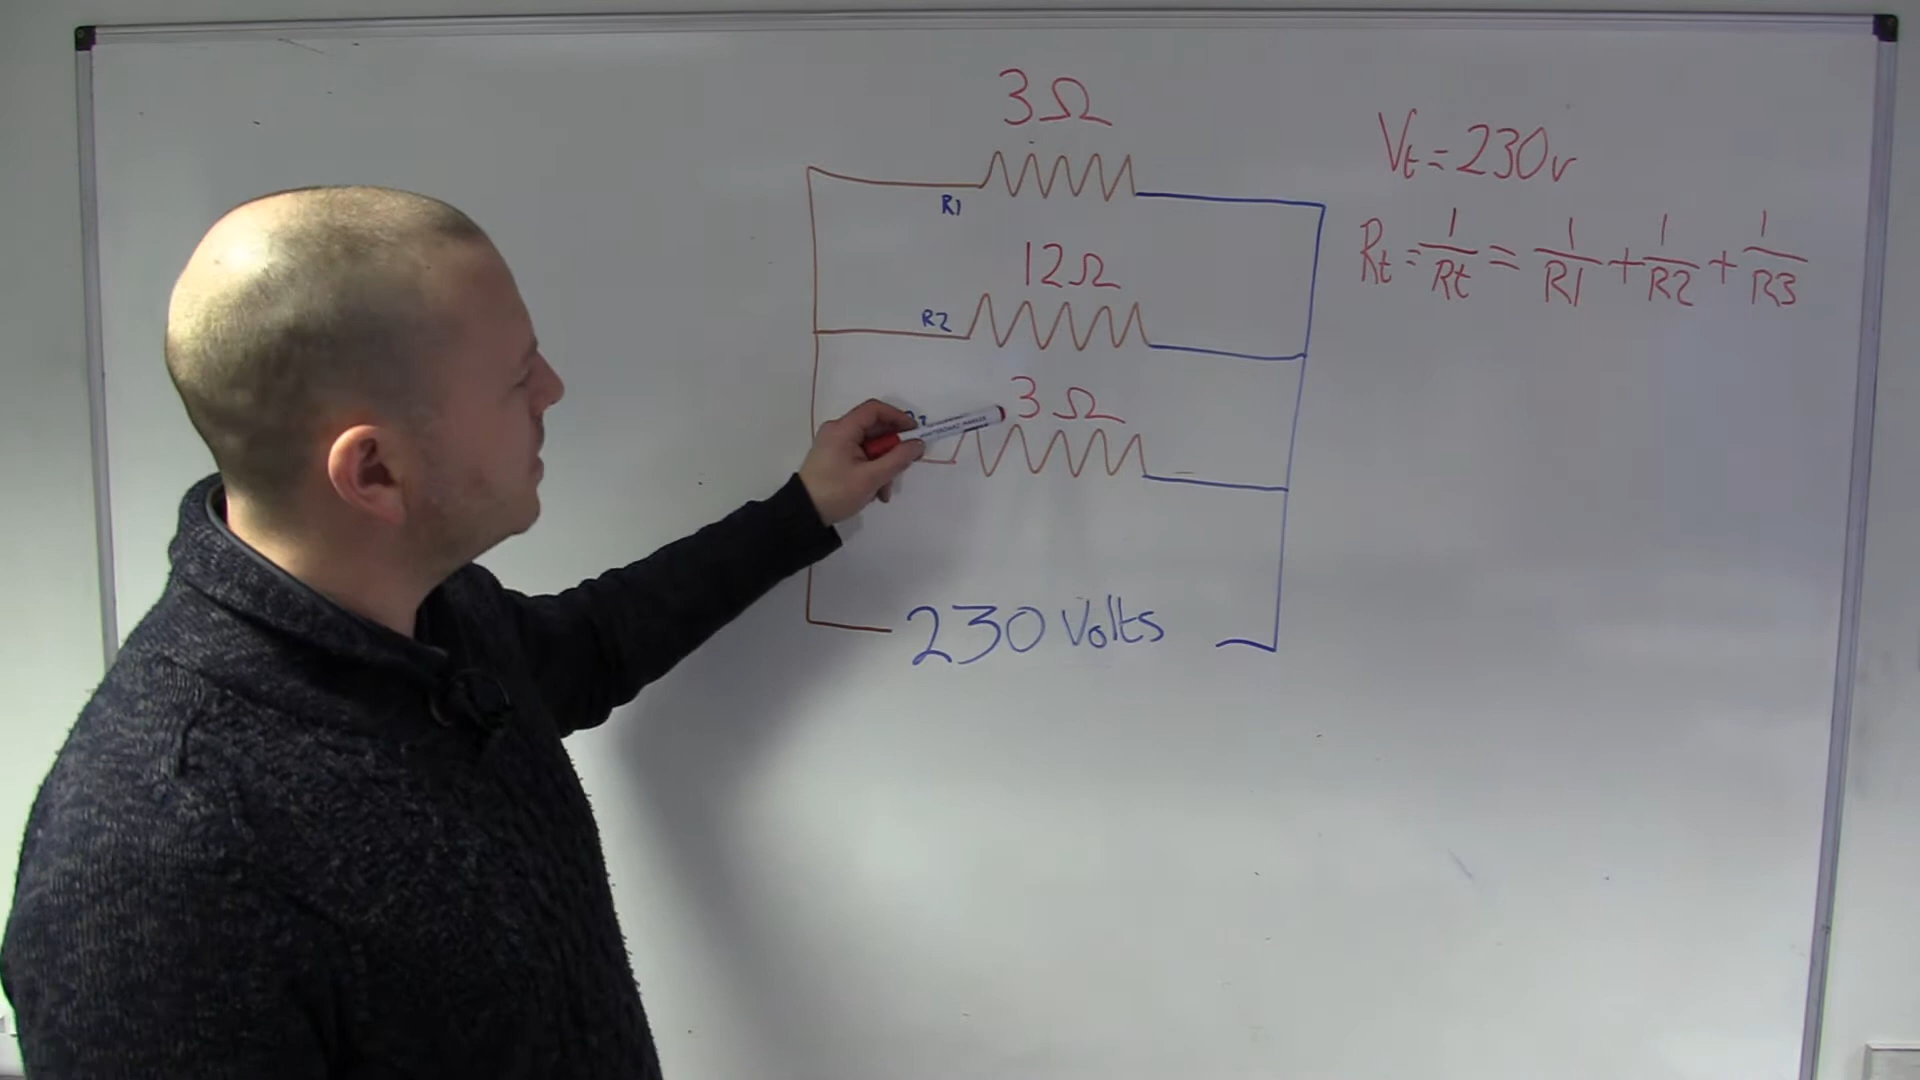 3Ω
R1
12Ω
R2
3Ω
230 Volts
Vt = 230v
Rt = 1/Rt = 1/R1 + 1/R2 + 1/R3